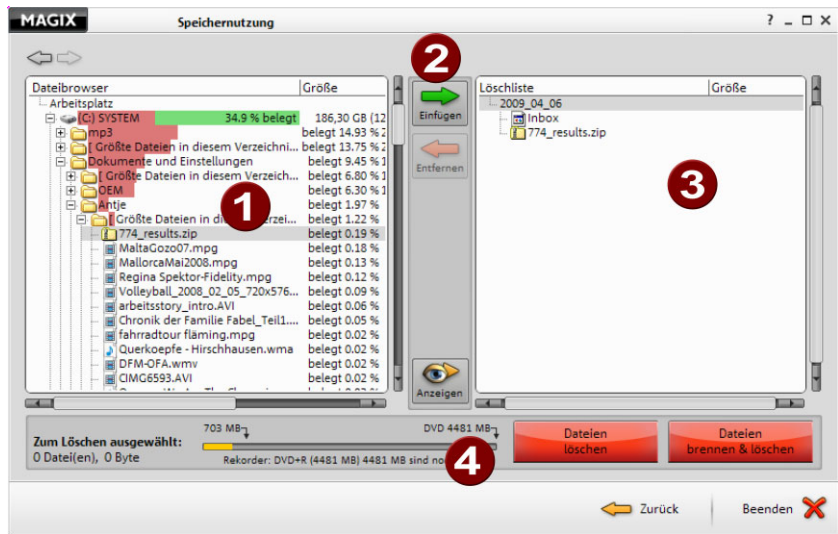 MAGIX
Speichernutzung
? _ □ X
2
Dateibrowser Größe
Arbeitsplatz
(C:) SYSTEM 34.9 % belegt 186,30 GB (12
mp3 belegt 14.93 % 2
[ Größte Dateien in diesem Verzeichni... belegt 13.75 % 2
Dokumente und Einstellungen belegt 9.45 % 1
[ Größte Dateien in diesem Verzeich... belegt 6.80 % 1
OEM belegt 6.30 % 1
Antje belegt 1.97 %
[ Größte Dateien in belegt 1.22 %
774_results.zip belegt 0.19 %
MaltaGozo07.mpg belegt 0.18 %
MallorcaMai2008.mpg belegt 0.13 %
Regina Spektor-Fidelity.mpg belegt 0.12 %
Volleyball_2008_02_05_720x576... belegt 0.09 %
arbeitsstory_intro.AVI belegt 0.06 %
Chronik der Familie Fabel_Teil1.... belegt 0.05 %
fahrradtour fläming.mpg belegt 0.02 %
Querkoepfe - Hirschhausen.wma belegt 0.02 %
DFM-OFA.wmv belegt 0.02 %
CIMG6593.AVI belegt 0.02 %
1
Einfügen
Entfernen
Anzeigen
Löschliste Größe
2009_04_06
Inbox
774_results.zip
3
Zum Löschen ausgewählt:
0 Datei(en), 0 Byte
703 MB DVD 4481 MB
Rekorder: DVD+R (4481 MB) 4481 MB sind
4
Dateien
löschen
Dateien
brennen & löschen
Zurück
Beenden